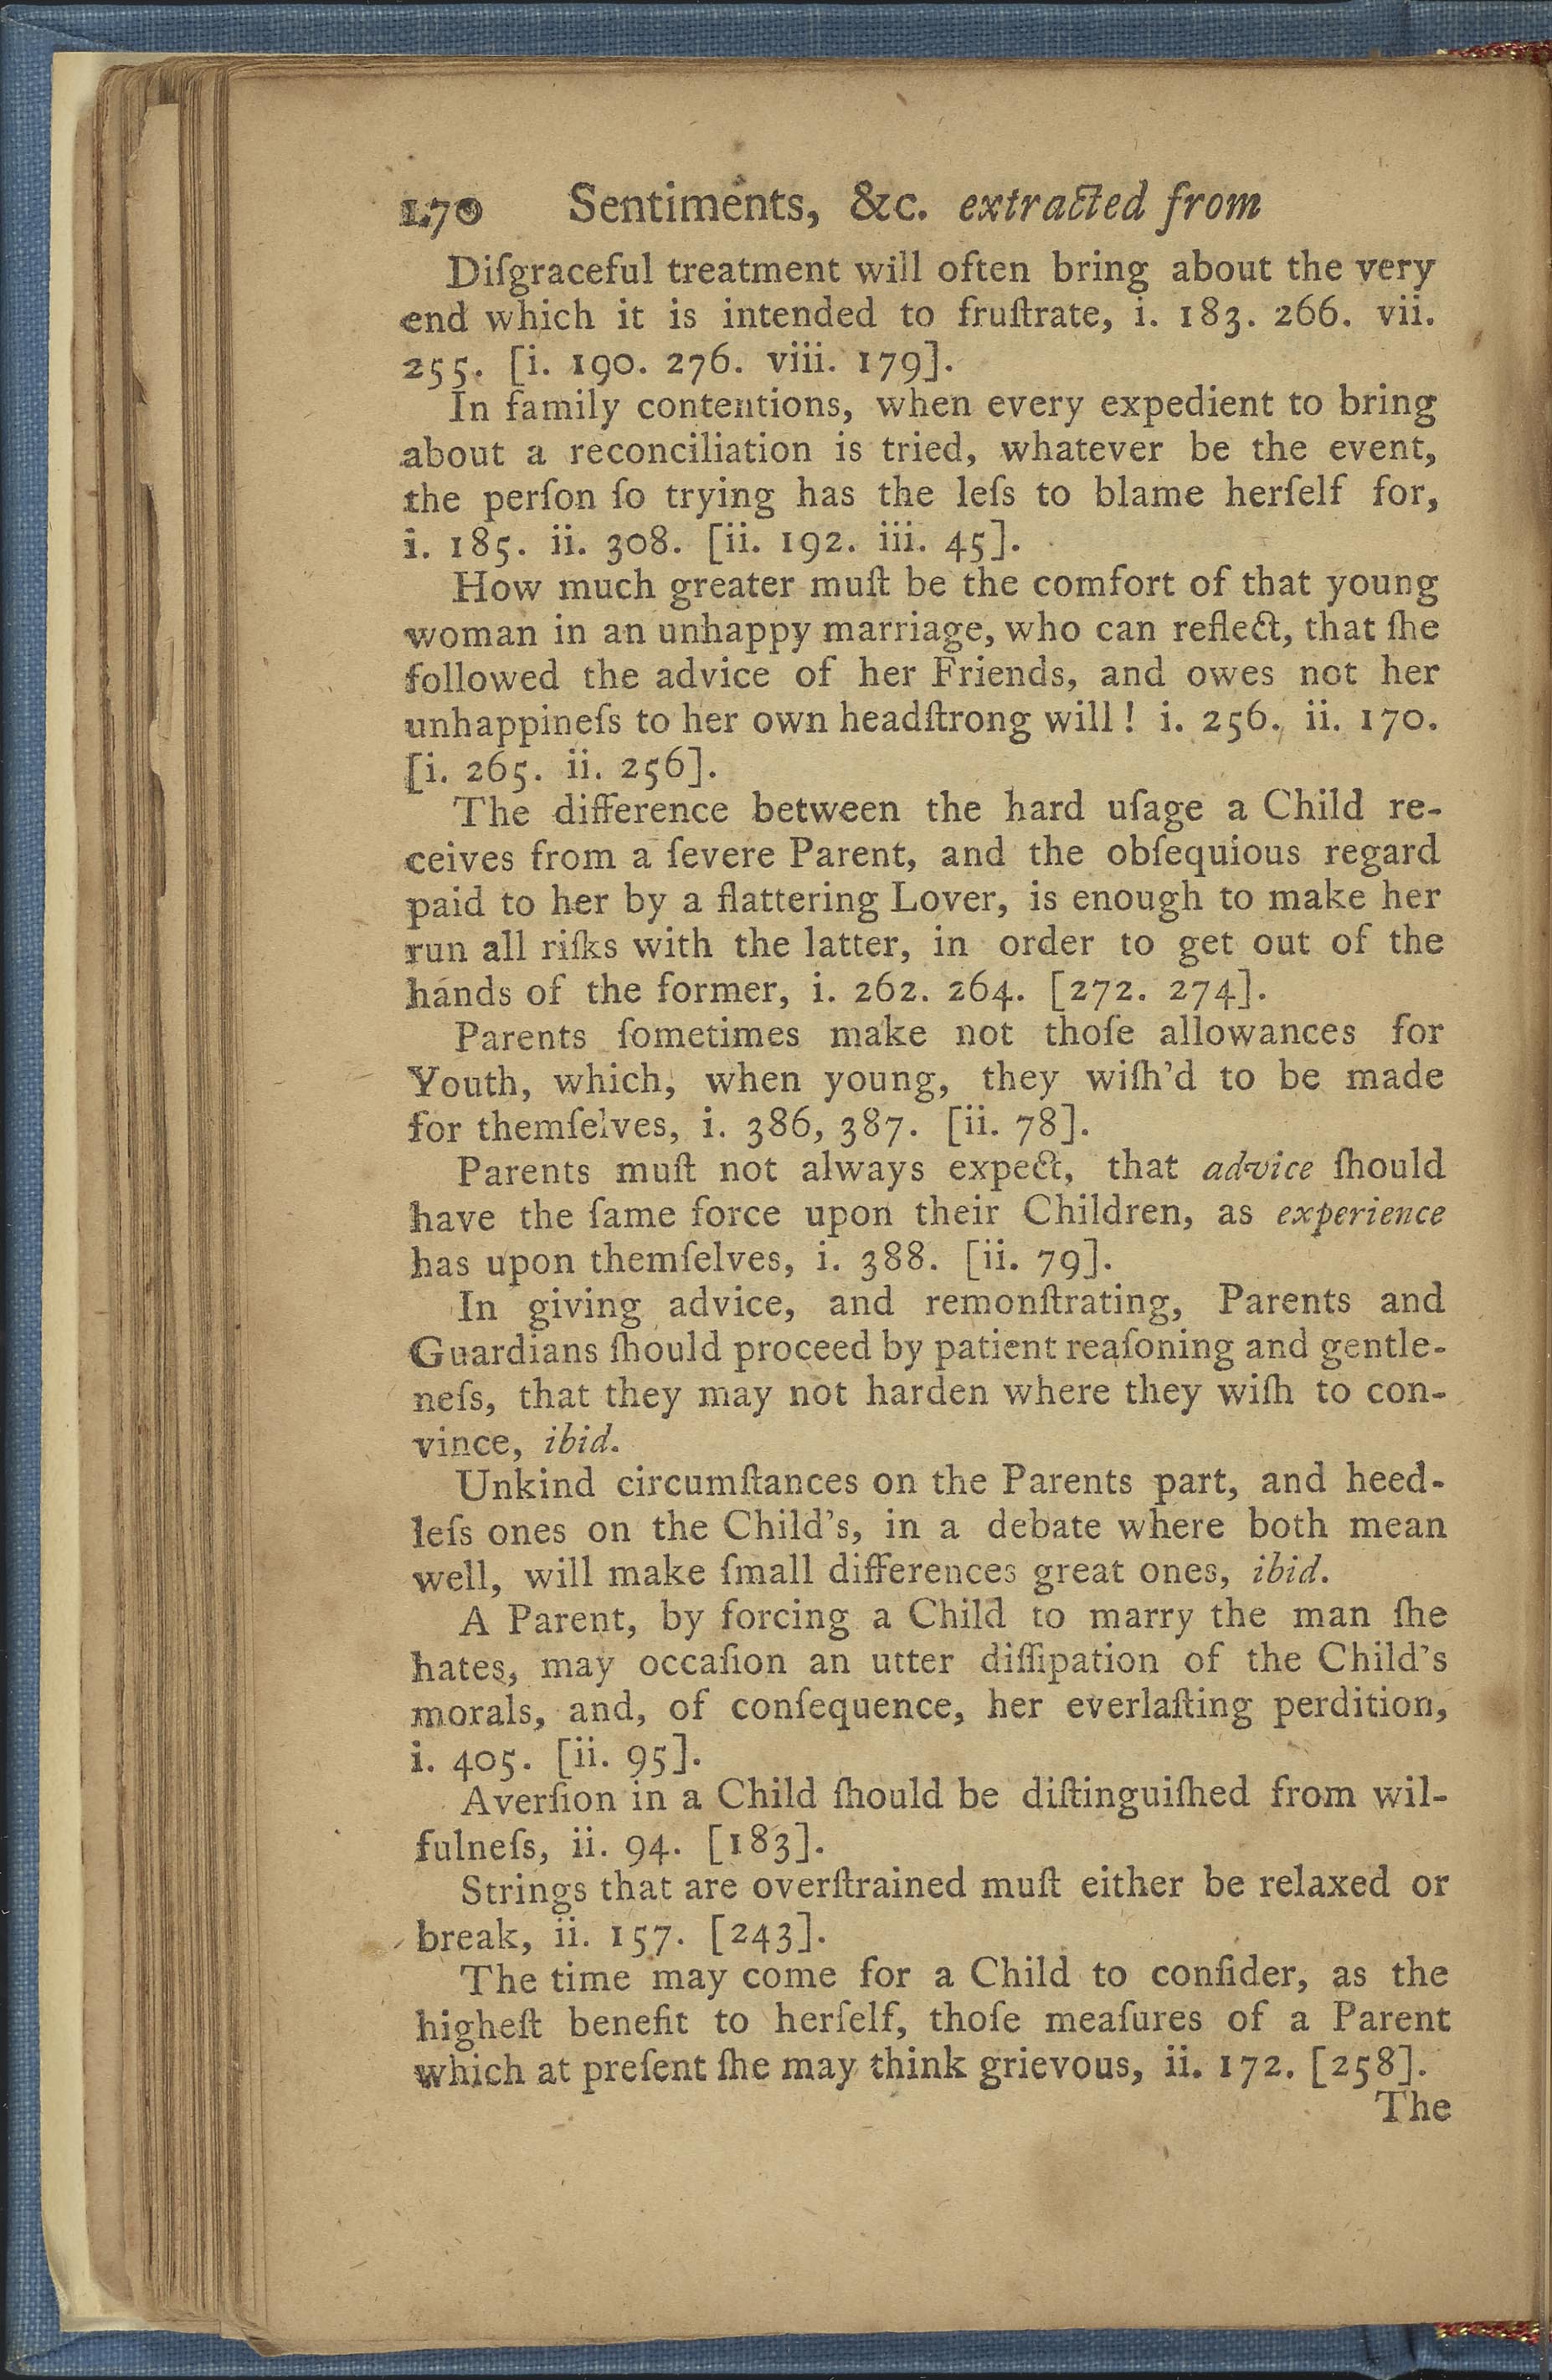 170 Sentiments, &c. extracted from
Diſgraceful treatment will often bring about the very
end which it is intended to fruſtrate, i. 183. 266. vii.
255. [i. 190. 276. viii. 179].
In family contentions, when every expedient to bring
about a reconciliation is tried, whatever be the event,
the perſon ſo trying has the leſs to blame herſelf for,
i. 185. ii. 308. [ii. 192. iii. 45].
How much greater muſt be the comfort of that young
woman in an unhappy marriage, who can reflect, that ſhe
followed the advice of her Friends, and owes not her
unhappineſs to her own headſtrong will! i. 256. ii. 170.
[i. 265. ii. 256].
The difference between the hard uſage a Child re-
ceives from a ſevere Parent, and the obſequious regard
paid to her by a flattering Lover, is enough to make her
run all riſks with the latter, in order to get out of the
hands of the former, i. 262. 264. [272. 274].
Parents ſometimes make not thoſe allowances for
Youth, which, when young, they wiſh'd to be made
for themſelves, i. 386, 387. [ii. 78].
Parents muſt not always expect, that advice ſhould
have the ſame force upon their Children, as experience
has upon themſelves, i. 388. [ii. 79].
In giving advice, and remonſtrating, Parents and
Guardians ſhould proceed by patient reaſoning and gentle-
neſs, that they may not harden where they wiſh to con-
vince, ibid.
Unkind circumſtances on the Parents part, and heed-
leſs ones on the Child's, in a debate where both mean
well, will make ſmall differences great ones, ibid.
A Parent, by forcing a Child to marry the man ſhe
hates, may occaſion an utter diſſipation of the Child's
morals, and, of conſequence, her everlaſting perdition,
i. 405. [ii. 95].
Averſion in a Child ſhould be diſtinguiſhed from wil-
fulneſs, ii. 94. [183].
Strings that are overſtrained muſt either be relaxed or
break, ii. 157. [243].
The time may come for a Child to conſider, as the
higheſt benefit to herſelf, thoſe meaſures of a Parent
which at preſent ſhe may think grievous, ii. 172. [258].
The